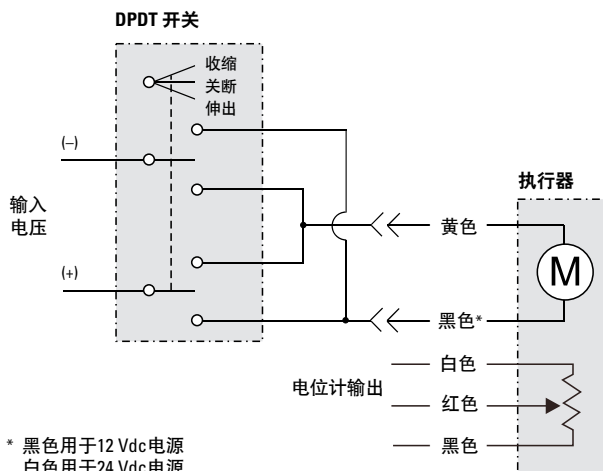 DPDT 开关
收缩
关断
伸出
(–)
输入
电压
(+)
执行器
黄色
M
黑色*
白色
电位计输出
红色
黑色
* 黑色用于12 Vdc电源
白色用于24 Vdc电源